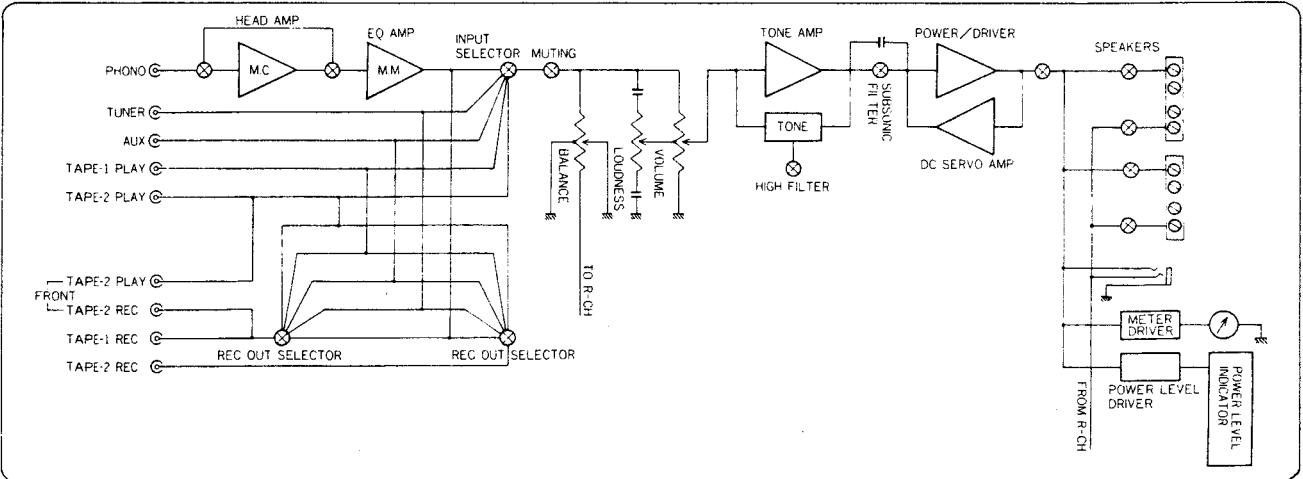 HEAD AMP
EQ AMP
INPUT
SELECTOR
MUTING
TONE AMP
POWER/DRIVER
SPEAKERS
PHONO
M.C
M.M
TUNER
AUX
TAPE-1 PLAY
TAPE-2 PLAY
SUBSONIC
FILTER
TONE
HIGH FILTER
DC SERVO AMP
BALANCE
LOUDNESS
VOLUME
TO R-CH
TAPE-2 PLAY
FRONT
TAPE-2 REC
TAPE-1 REC
TAPE-2 REC
REC OUT SELECTOR
REC OUT SELECTOR
METER
DRIVER
POWER LEVEL
DRIVER
POWER LEVEL
INDICATOR
FROM R-CH